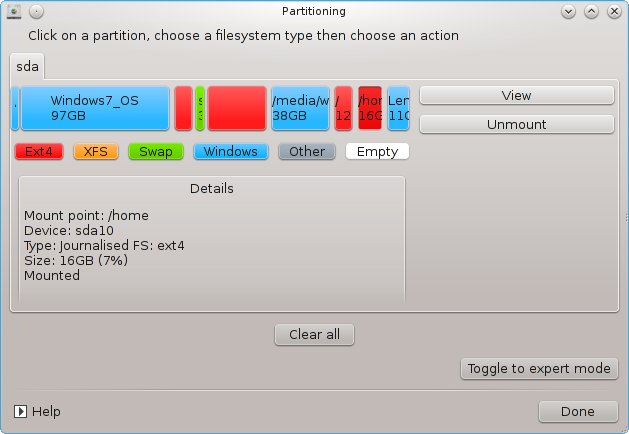 Partitioning
Click on a partition, choose a filesystem type then choose an action
sda
Windows7_OS
97GB
s
3
/media/w
38GB
/
12
/hor
16G
Len
11G
View
Unmount
Ext4
XFS
Swap
Windows
Other
Empty
Details
Mount point: /home
Device: sda10
Type: Journalised FS: ext4
Size: 16GB (7%)
Mounted
Clear all
Toggle to expert mode
Help
Done